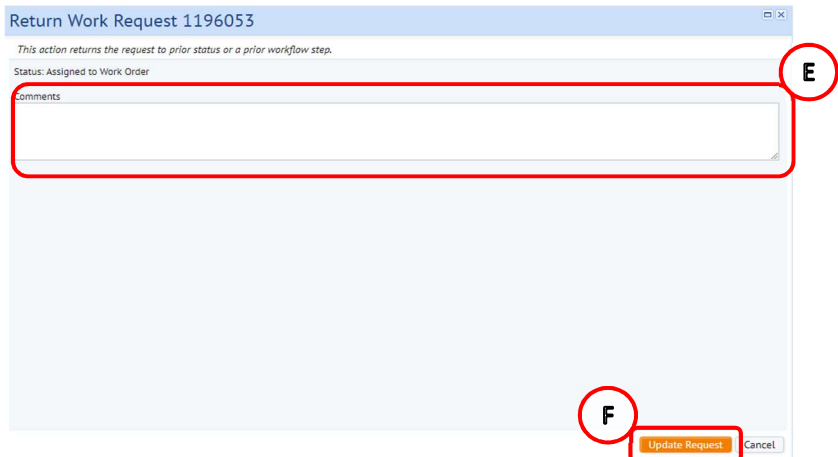 Return Work Request 1196053
This action returns the request to prior status or a prior workflow step.
Status: Assigned to Work Order
E
Comments
F
Update Request Cancel